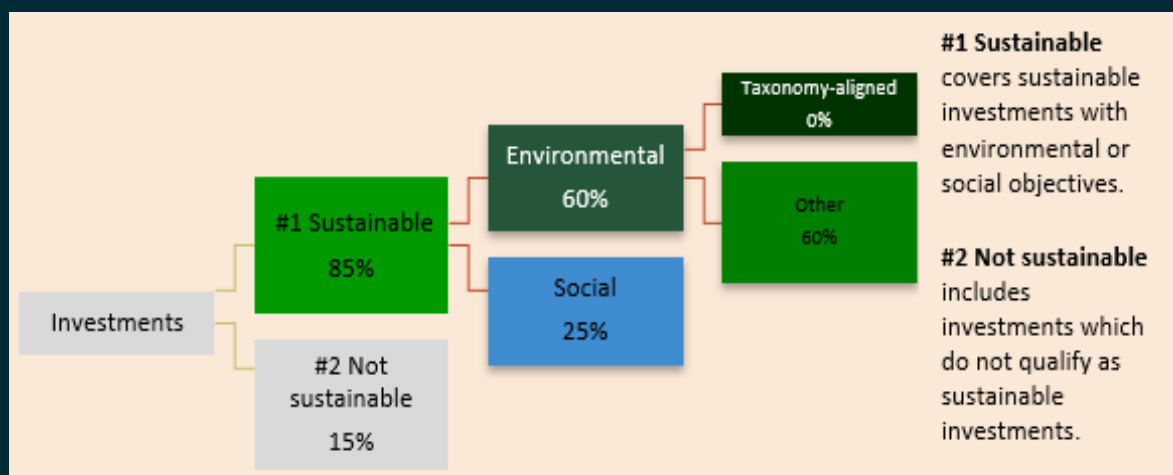 Investments
#1 Sustainable
85%
#2 Not
sustainable
15%
Environmental
60%
Social
25%
Taxonomy-aligned
0%
Other
60%
#1 Sustainable
covers sustainable
investments with
environmental or
social objectives.
#2 Not sustainable
includes
investments which
do not qualify as
sustainable
investments.